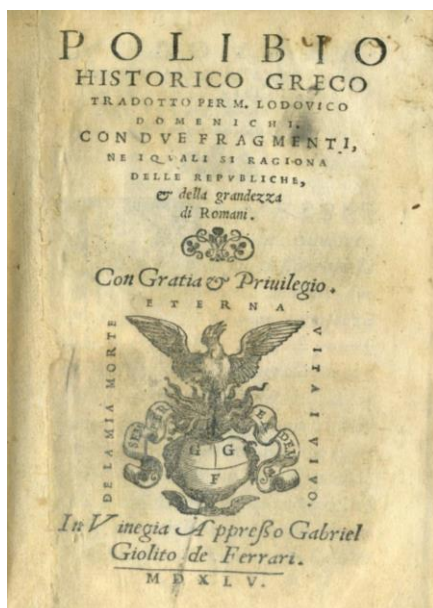 POLIBIO
HISTORICO GRECO
TRADOTTO PER M. LODOVICO
DOMENICHI.
CON DVE FRAGMENTI,
NE I QVALI SI RAGIONA
DELLE REPVBLICHE,
& della grandezza
di Romani.
Con Gratia & Priuilegio.
ETERNA
DE LA MIA MORTE
VITA I VIVO.
SEMPER
EADEM
G G
F
In Vinegia Appresso Gabriel
Giolito de Ferrari.
MDXLV.